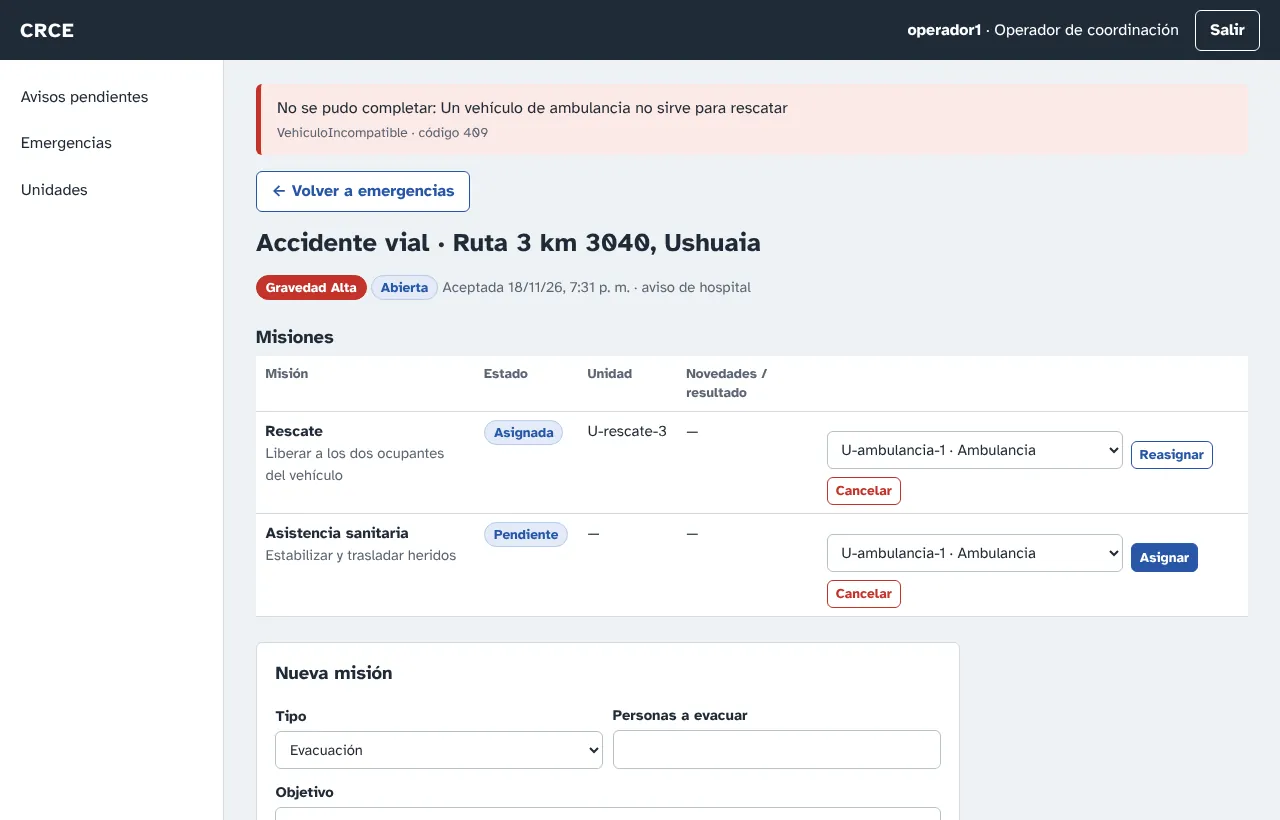 CRCE
operador1 · Operador de coordinación
Salir
Avisos pendientes
Emergencias
Unidades
No se pudo completar: Un vehículo de ambulancia no sirve para rescatar
VehiculoIncompatible · código 409
← Volver a emergencias
Accidente vial · Ruta 3 km 3040, Ushuaia
Gravedad Alta
Abierta
Aceptada 18/11/26, 7:31 p. m. · aviso de hospital
Misiones
Misión
Estado
Unidad
Novedades /
resultado
Rescate
Liberar a los dos ocupantes
del vehículo
Asignada
U-rescate-3
—
U-ambulancia-1 · Ambulancia
Reasignar
Cancelar
Asistencia sanitaria
Estabilizar y trasladar heridos
Pendiente
—
—
U-ambulancia-1 · Ambulancia
Asignar
Cancelar
Nueva misión
Tipo
Personas a evacuar
Evacuación
Objetivo